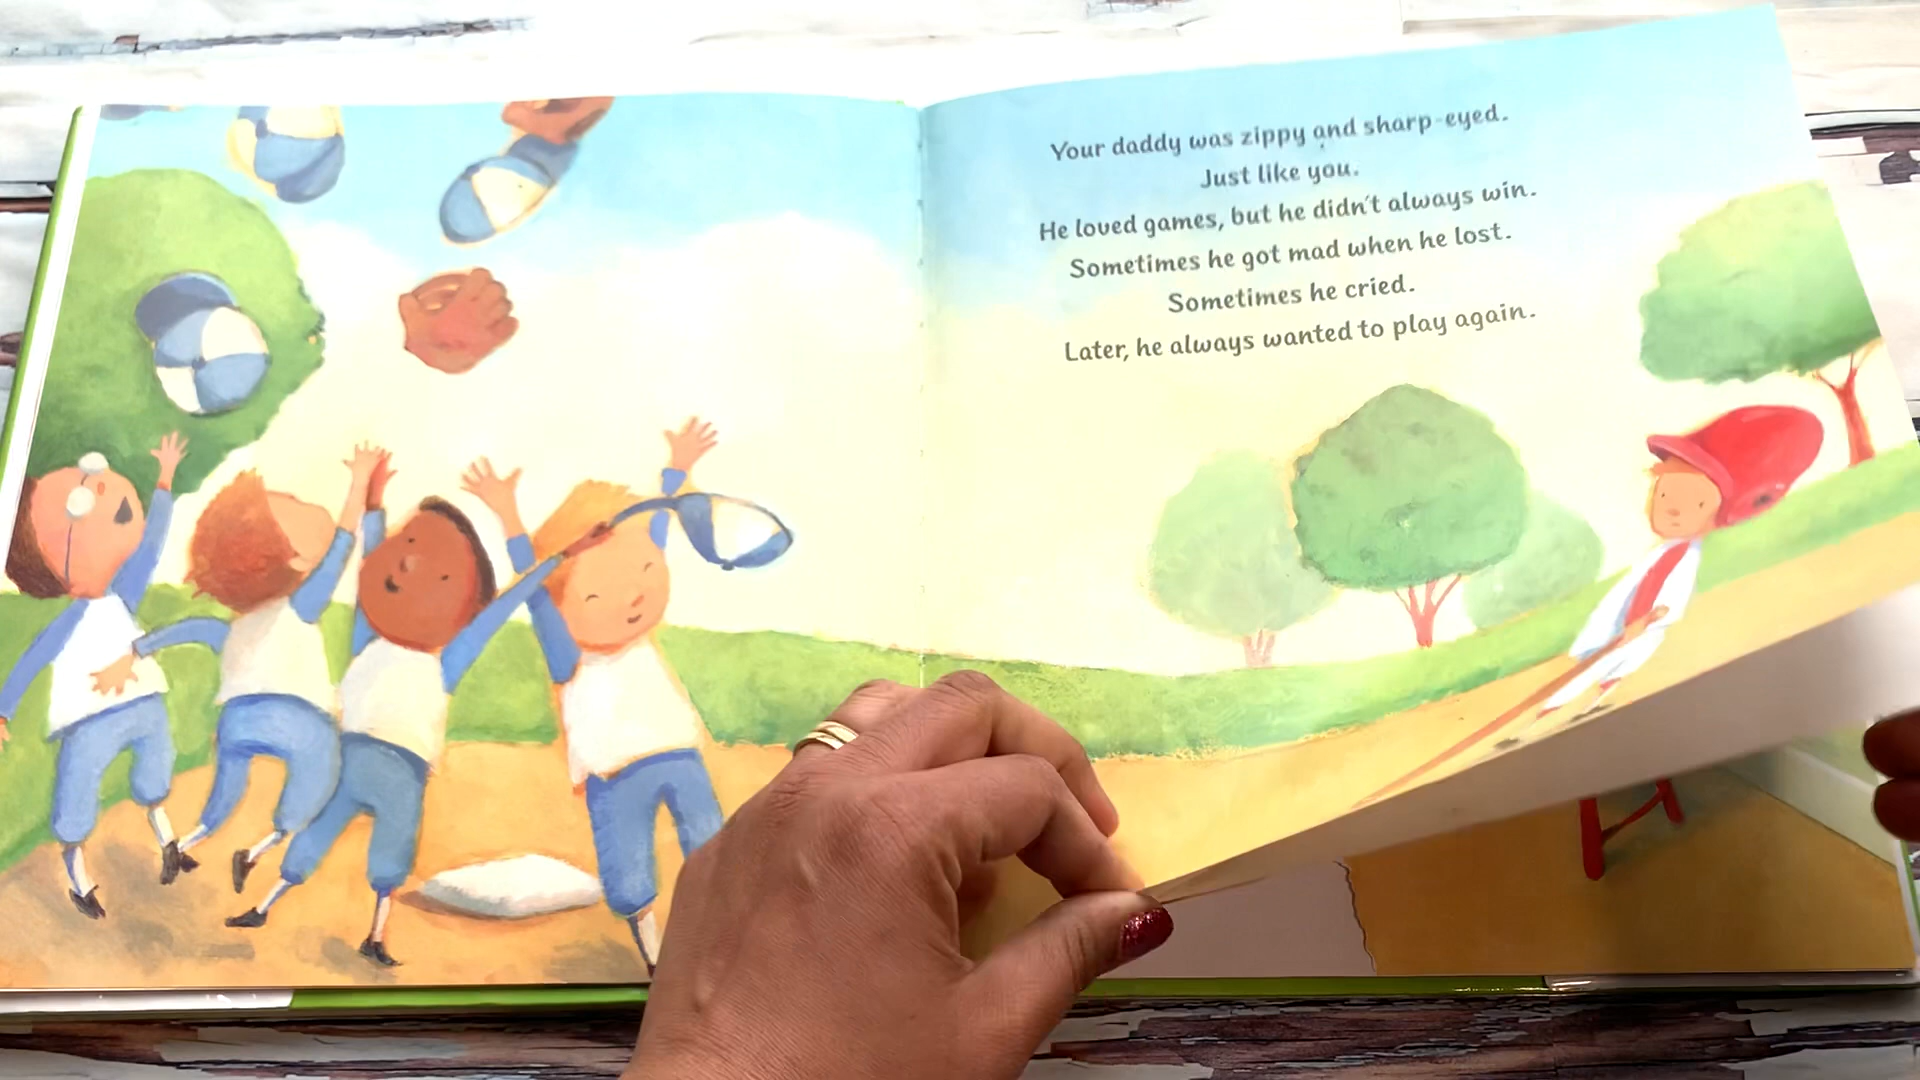 Your daddy was zippy and sharp-eyed.
Just like you.
He loved games, but he didn't always win.
Sometimes he got mad when he lost.
Sometimes he cried.
Later, he always wanted to play again.